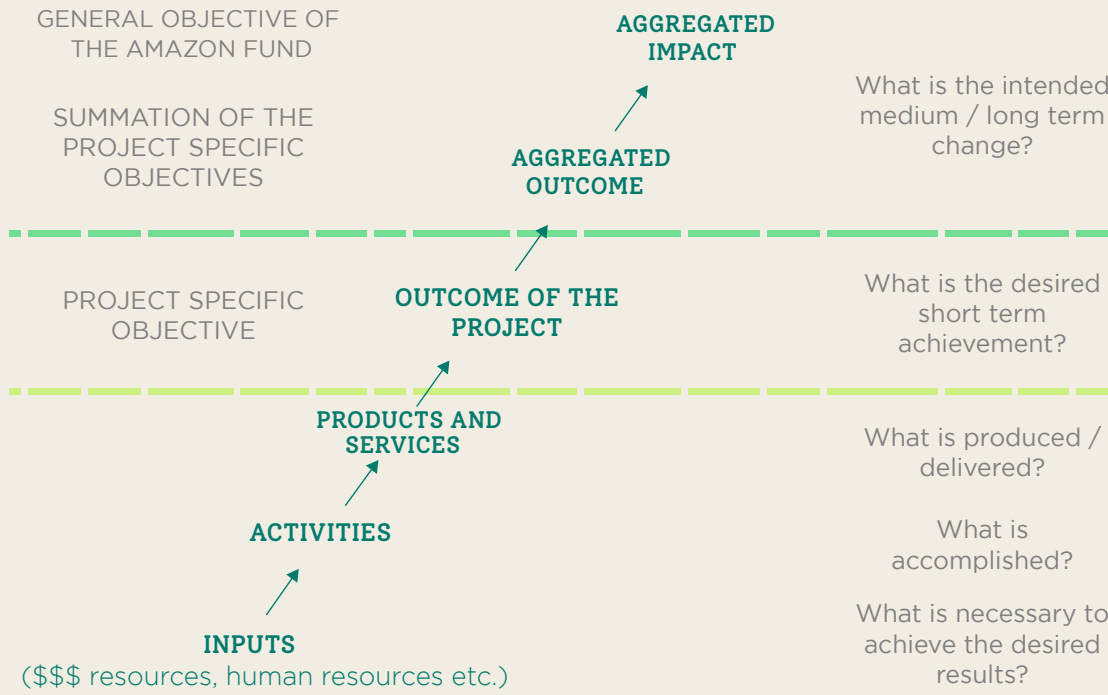 GENERAL OBJECTIVE OF
THE AMAZON FUND
AGGREGATED
IMPACT
What is the intended
medium / long term
change?
SUMMATION OF THE
PROJECT SPECIFIC
OBJECTIVES
AGGREGATED
OUTCOME
PROJECT SPECIFIC
OBJECTIVE
OUTCOME OF THE
PROJECT
What is the desired
short term
achievement?
PRODUCTS AND
SERVICES
What is produced /
delivered?
ACTIVITIES
What is
accomplished?
INPUTS
($$$ resources, human resources etc.)
What is necessary to
achieve the desired
results?